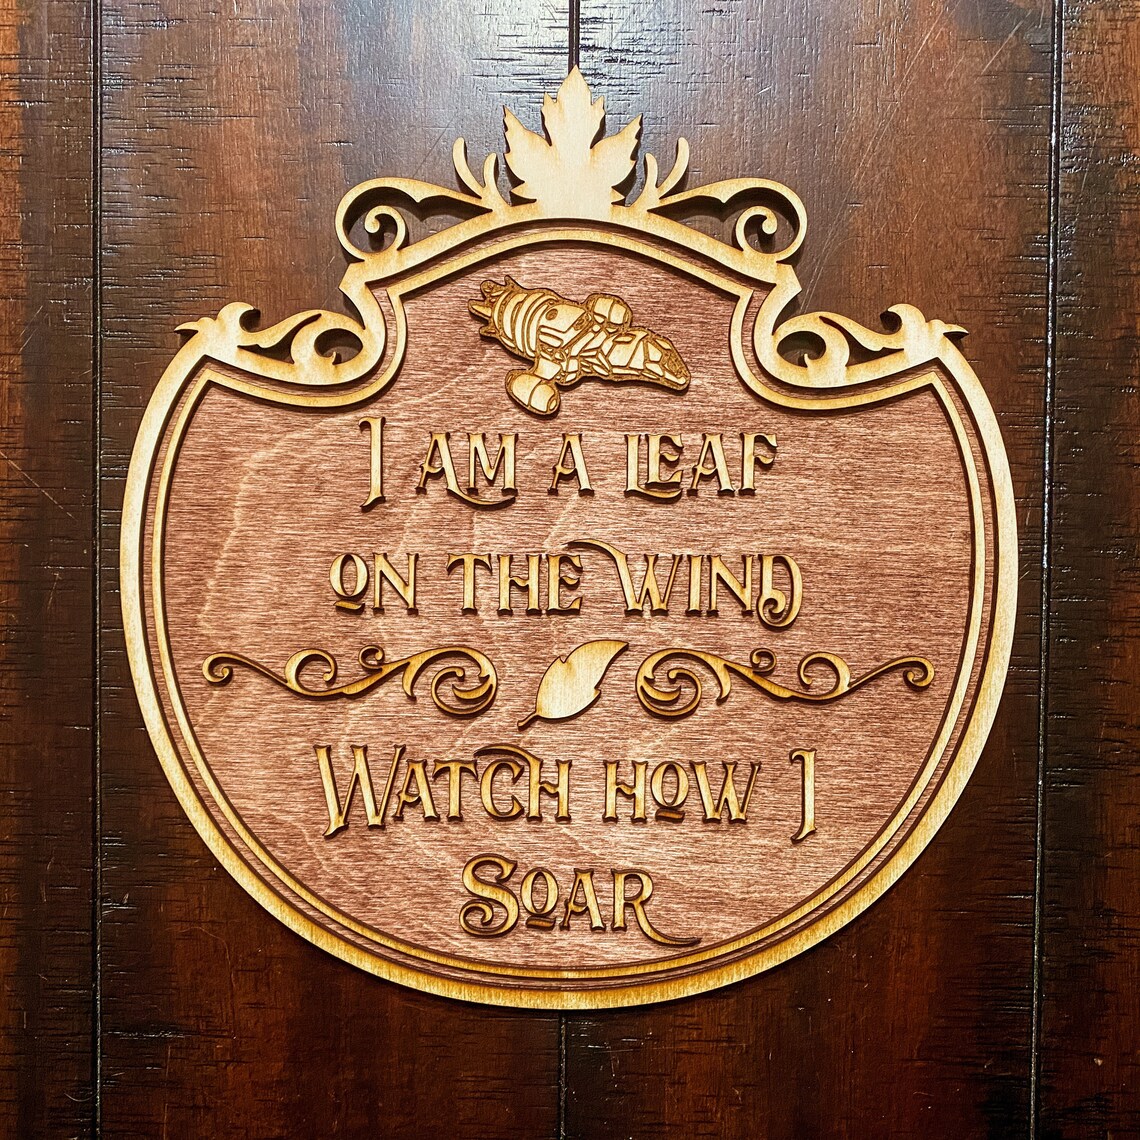 I am a leaf
on the wind
Watch how I
Soar